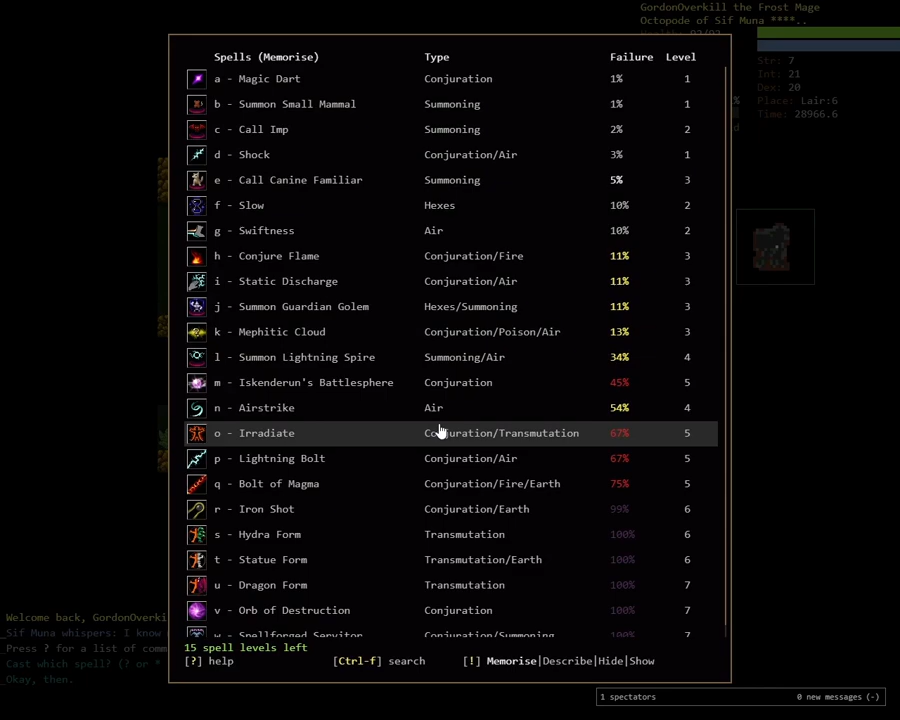 GordonOverkill the Frost Mage
Octopode of Sif Muna ****..
Str: 7
Int: 21
Dex: 20
Place: Lair:6
Time: 28966.6
Spells (Memorise) Type Failure Level
a - Magic Dart Conjuration 1% 1
b - Summon Small Mammal Summoning 1% 1
c - Call Imp Summoning 2% 2
d - Shock Conjuration/Air 3% 1
e - Call Canine Familiar Summoning 5% 3
f - Slow Hexes 10% 2
g - Swiftness Air 10% 2
h - Conjure Flame Conjuration/Fire 11% 3
i - Static Discharge Conjuration/Air 11% 3
j - Summon Guardian Golem Hexes/Summoning 11% 3
k - Mephitic Cloud Conjuration/Poison/Air 13% 3
l - Summon Lightning Spire Summoning/Air 34% 4
m - Iskenderun's Battlesphere Conjuration 45% 5
n - Airstrike Air 54% 4
o - Irradiate Conjuration/Transmutation 67% 5
p - Lightning Bolt Conjuration/Air 67% 5
q - Bolt of Magma Conjuration/Fire/Earth 75% 5
r - Iron Shot Conjuration/Earth 99% 6
s - Hydra Form Transmutation 100% 6
t - Statue Form Transmutation/Earth 100% 6
u - Dragon Form Transmutation 100% 7
v - Orb of Destruction Conjuration 100% 7
w - Spellforged Servitor Conjuration/Summoning 100% 7
15 spell levels left
[?] help [Ctrl-f] search [!] Memorise|Describe|Hide|Show
Welcome back, GordonOverki
_Sif Muna whispers: I know
_Press ? for a list of comm
Cast which spell? (? or *
_Okay, then.
1 spectators 0 new messages (-)